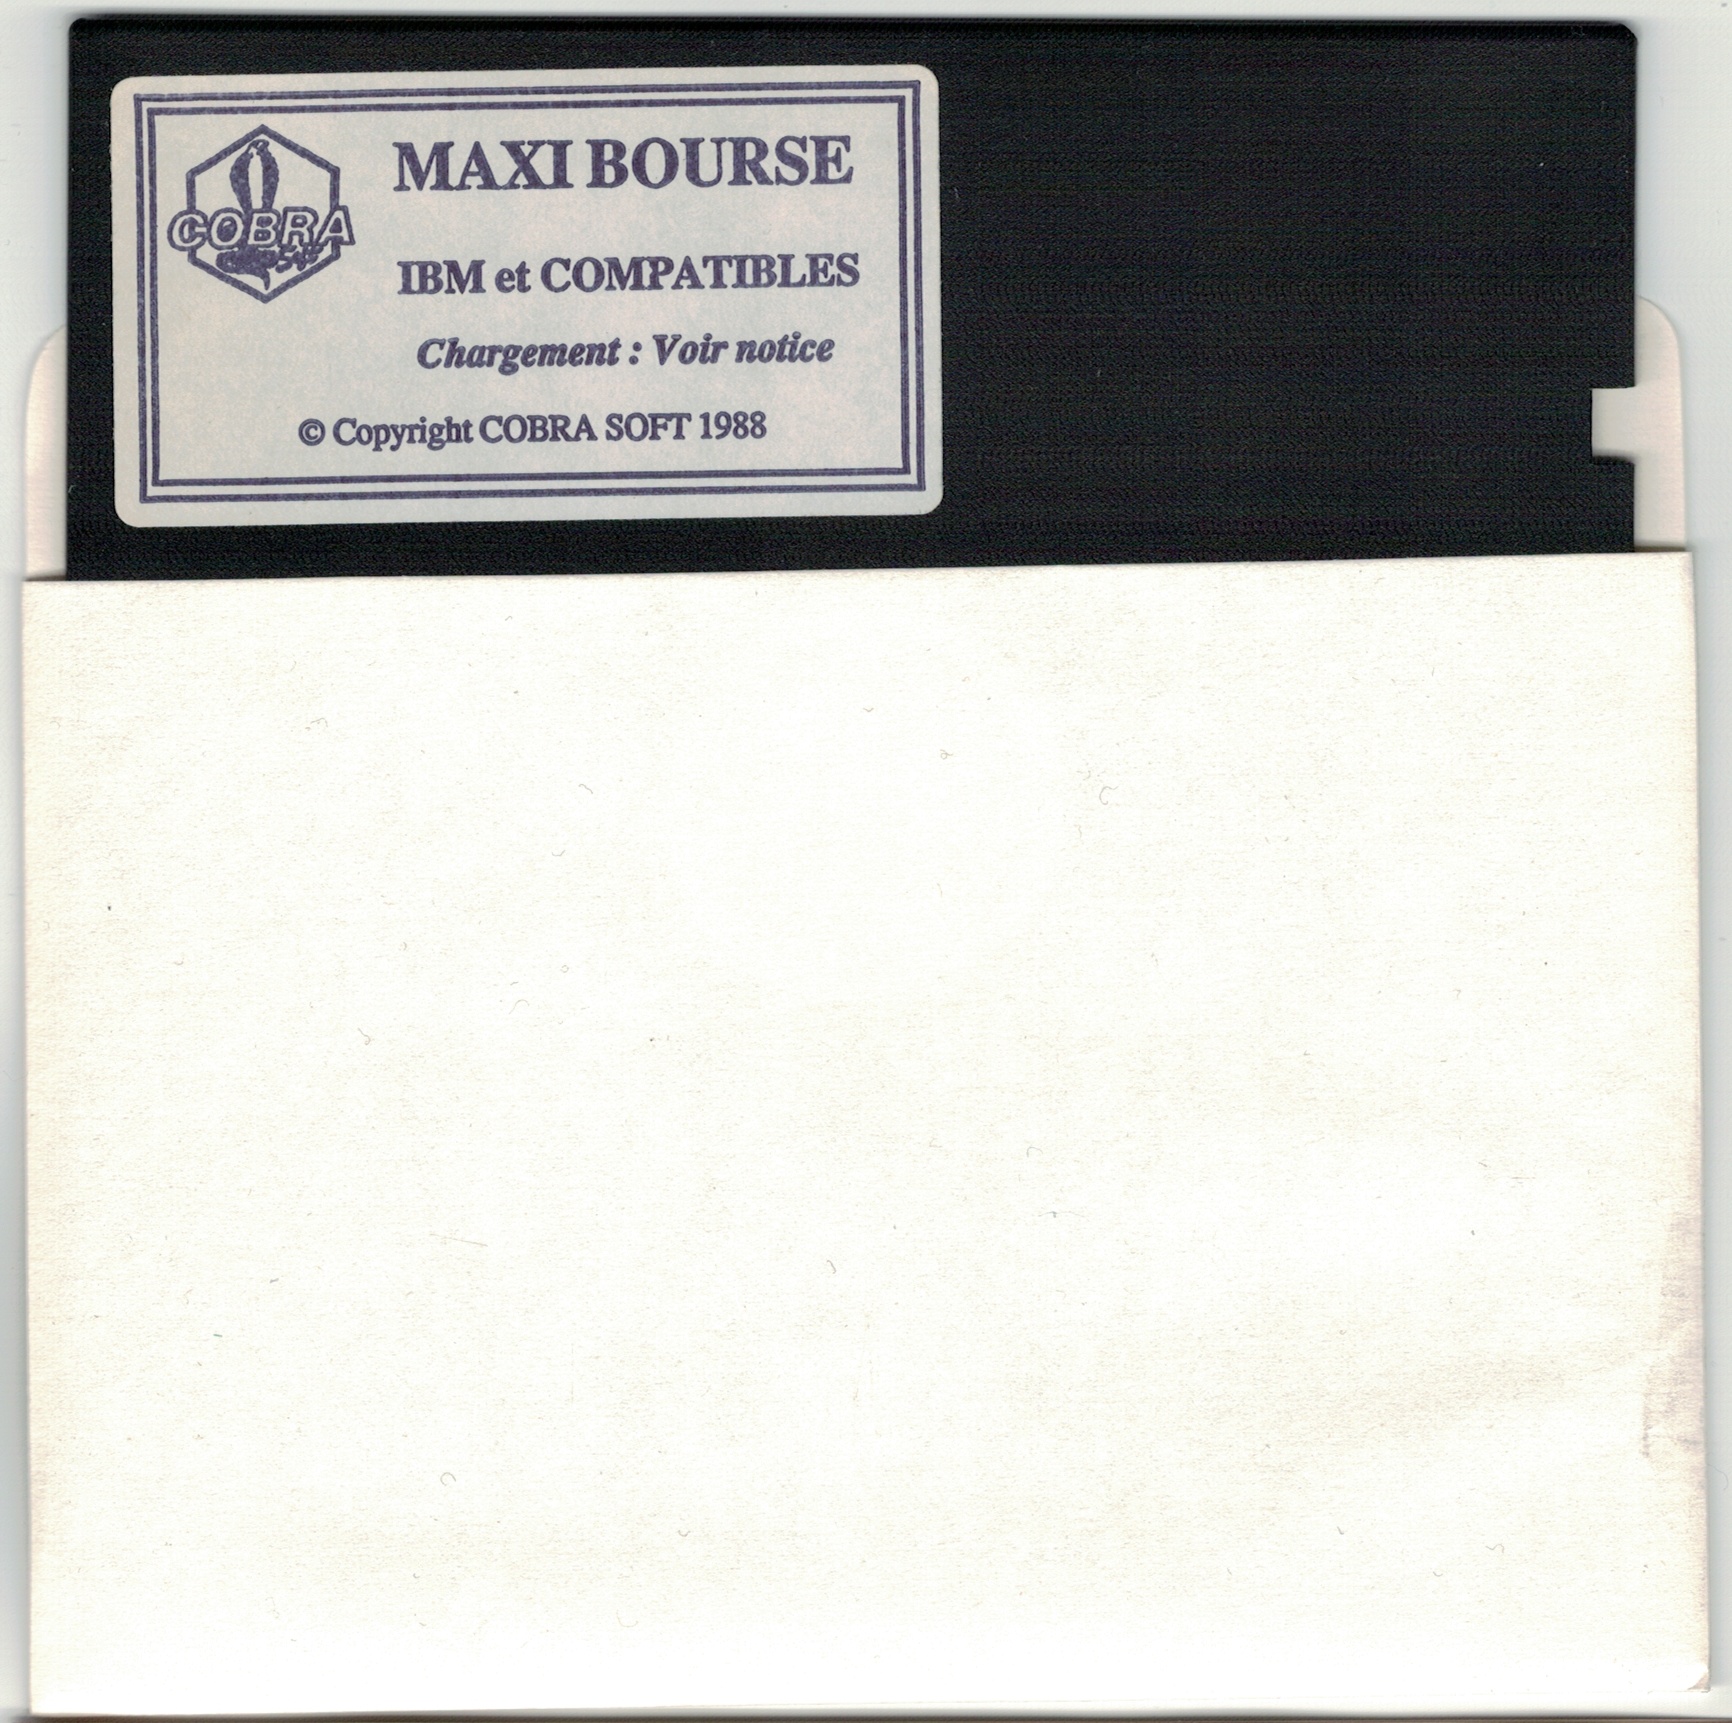 MAXI BOURSE
COBRA
IBM et COMPATIBLES
Chargement : Voir notice
© Copyright COBRA SOFT 1988